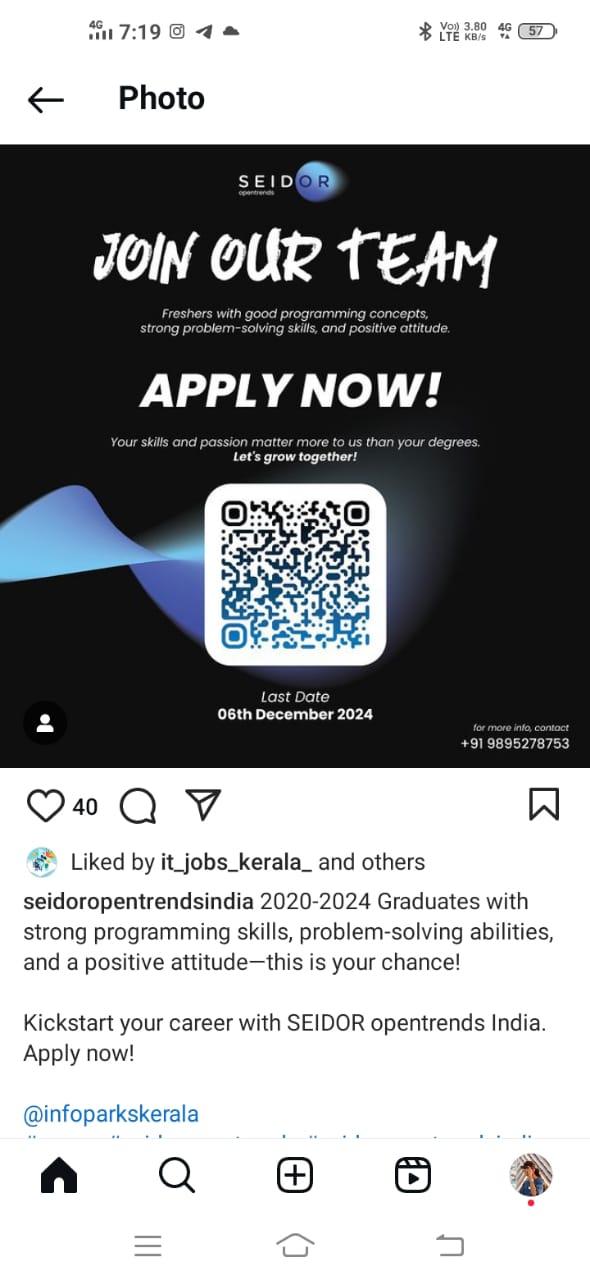 4G 7:19 Vo)) LTE 3.80 KB/s 4G 57
Photo
SEIDOR
opentrends
JOIN OUR TEAM
Freshers with good programming concepts,
strong problem-solving skills, and positive attitude.
APPLY NOW!
Your skills and passion matter more to us than your degrees.
Let's grow together!
Last Date
06th December 2024
for more info, contact
+91 9895278753
40
Liked by it_jobs_kerala_ and others
seidoropentrendsindia 2020-2024 Graduates with
strong programming skills, problem-solving abilities,
and a positive attitude—this is your chance!
Kickstart your career with SEIDOR opentrends India.
Apply now!
@infoparkskerala